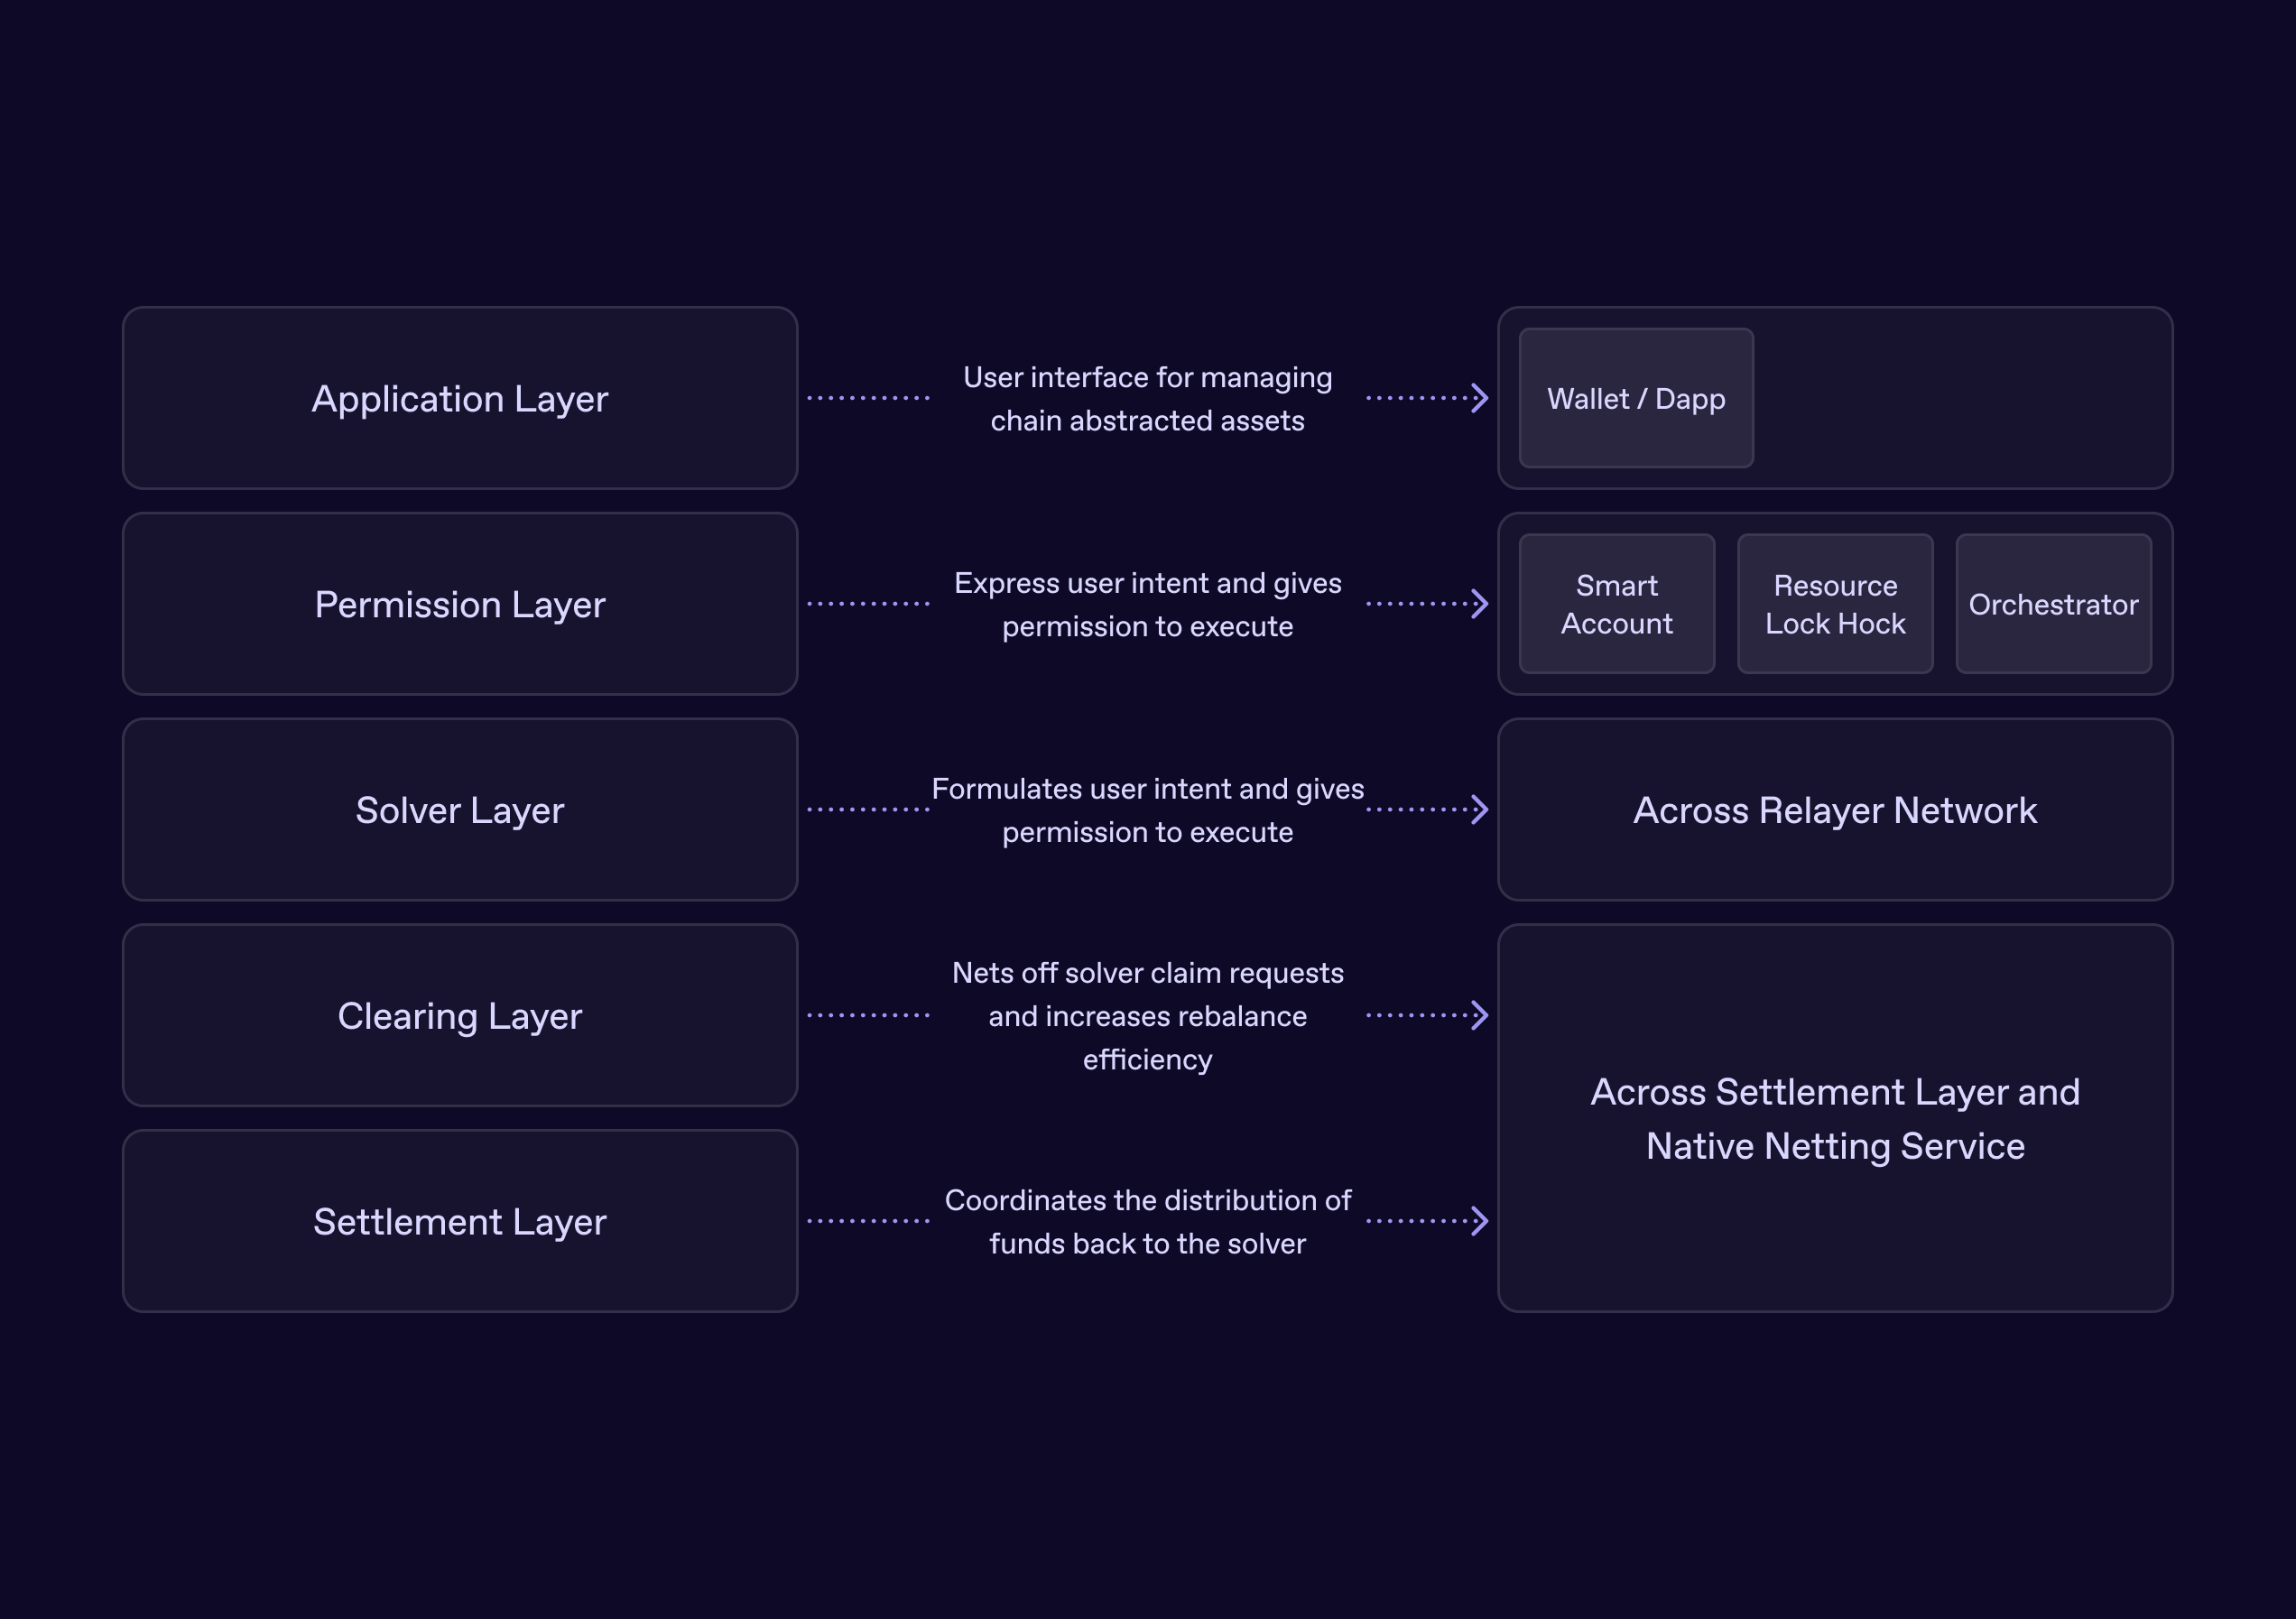 Application Layer
User interface for managing
chain abstracted assets
Wallet / Dapp
Permission Layer
Express user intent and gives
permission to execute
Smart
Account
Resource
Lock Hock
Orchestrator
Solver Layer
Formulates user intent and gives
permission to execute
Across Relayer Network
Clearing Layer
Nets off solver claim requests
and increases rebalance
efficiency
Settlement Layer
Coordinates the distribution of
funds back to the solver
Across Settlement Layer and
Native Netting Service